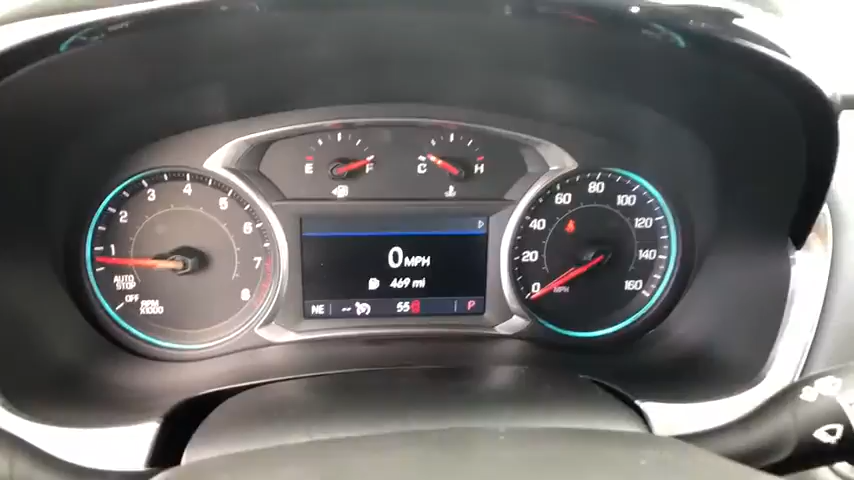 E F
C H
1 2 3 4 5 6 7 8
AUTO STOP
OFF
RPM
X1000
0 20 40 60 80 100 120 140 160
MPH
0 MPH
469 mi
NE -- 55 P